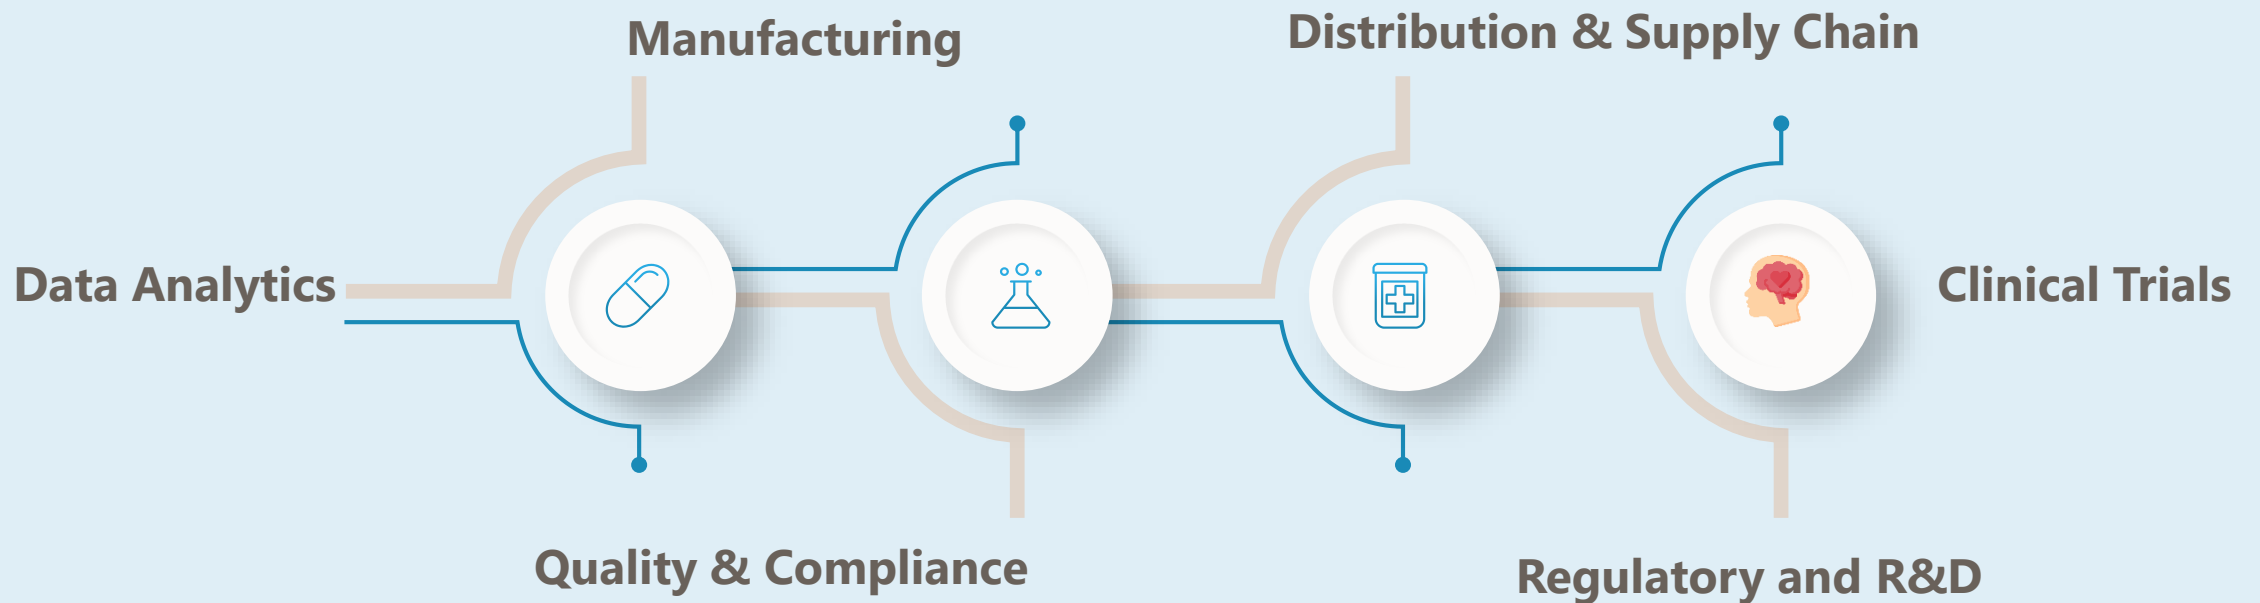 Manufacturing
Distribution & Supply Chain
Data Analytics
Clinical Trials
Quality & Compliance
Regulatory and R&D